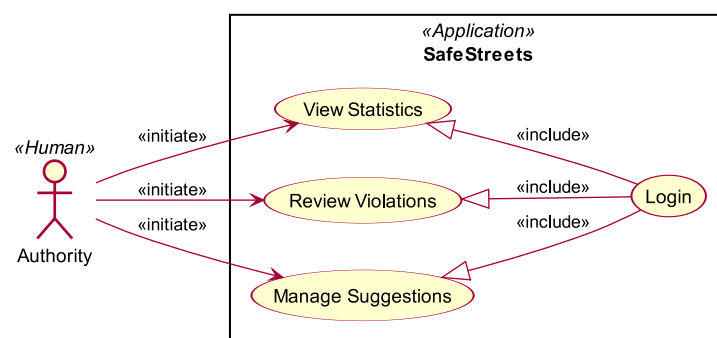 «Application»
SafeStreets
View Statistics
«initiate»
«include»
«Human»
«initiate»
Review Violations
«include»
Login
«initiate»
«include»
Authority
Manage Suggestions